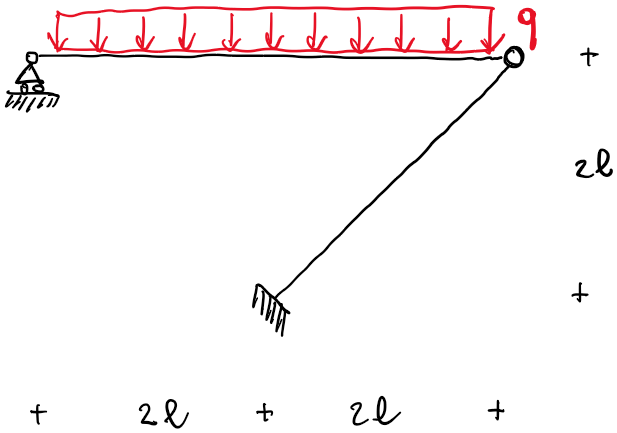 q
+
2l
+
+ 2l + 2l +